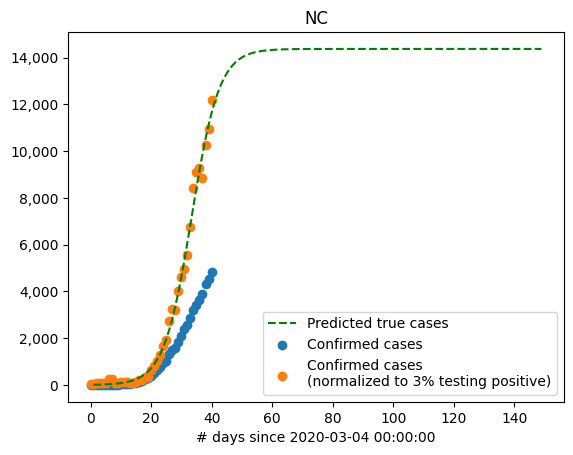 NC
14,000
12,000
10,000
8,000
6,000
4,000
2,000
0
Predicted true cases
Confirmed cases
Confirmed cases
(normalized to 3% testing positive)
0 20 40 60 80 100 120 140
# days since 2020-03-04 00:00:00